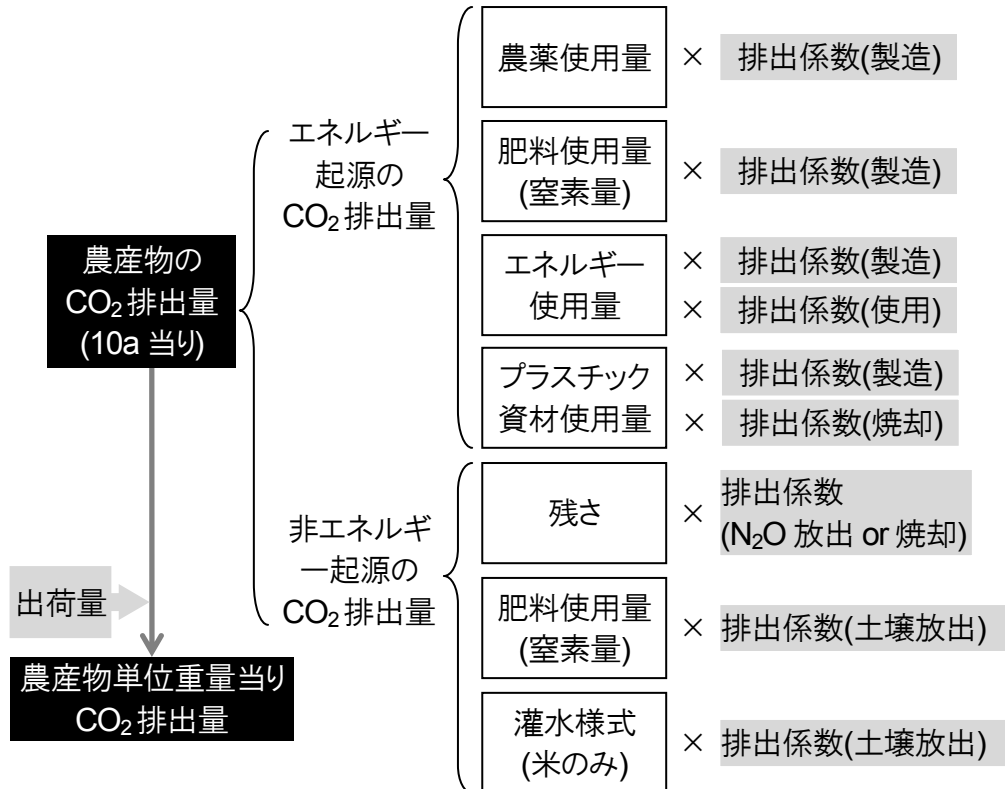 農産物の
CO₂排出量
(10a 当り)
出荷量
農産物単位重量当り
CO₂排出量
エネルギー
起源の
CO₂排出量
農薬使用量
×
排出係数(製造)
肥料使用量
(窒素量)
×
排出係数(製造)
エネルギー
使用量
×
排出係数(製造)
×
排出係数(使用)
プラスチック
資材使用量
×
排出係数(製造)
×
排出係数(焼却)
非エネルギ
ー起源の
CO₂排出量
残さ
×
排出係数
(N₂O 放出 or 焼却)
肥料使用量
(窒素量)
×
排出係数(土壌放出)
灌水様式
(米のみ)
×
排出係数(土壌放出)